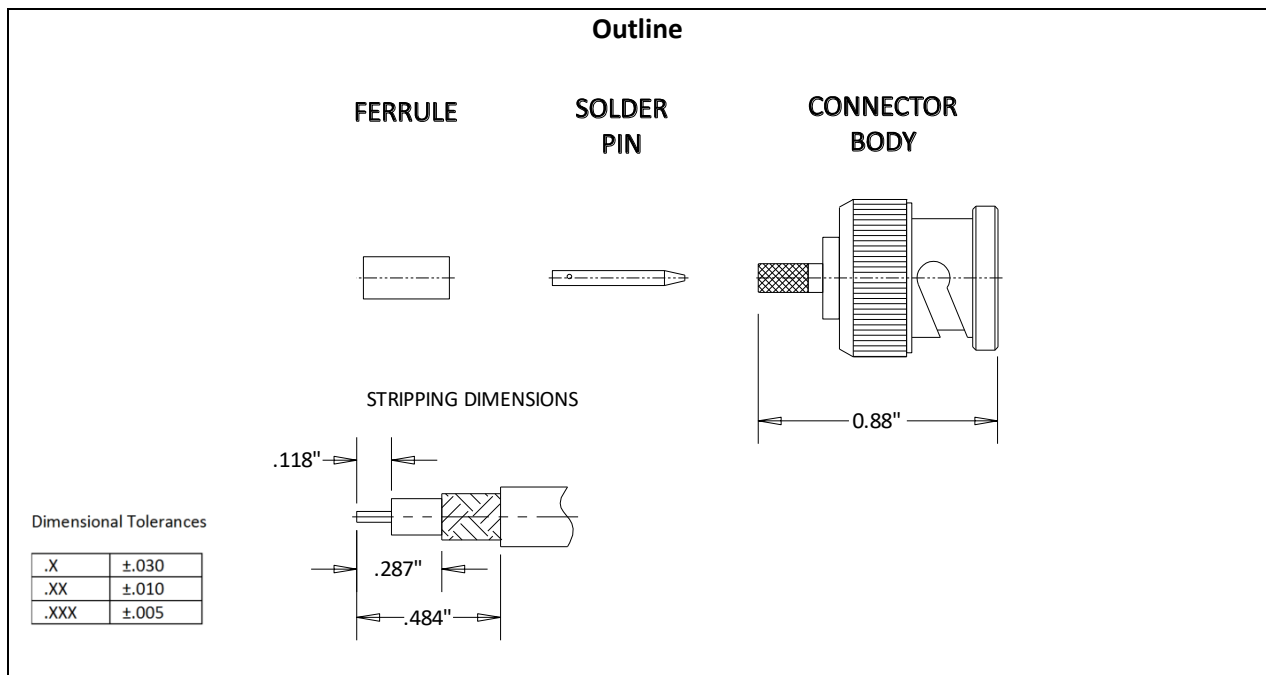 Outline
FERRULE
SOLDER
PIN
CONNECTOR
BODY
0.88"
STRIPPING DIMENSIONS
.118"
.287"
.484"
Dimensional Tolerances
.X ±.030
.XX ±.010
.XXX ±.005